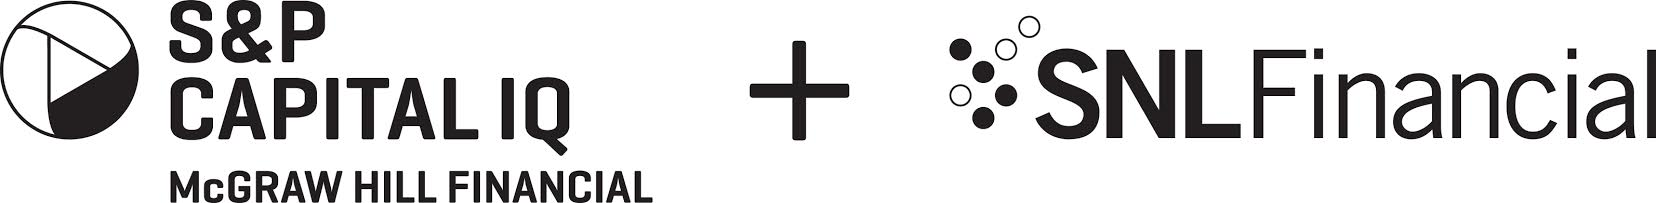 S&P
CAPITAL IQ
McGRAW HILL FINANCIAL
+
SNLFinancial